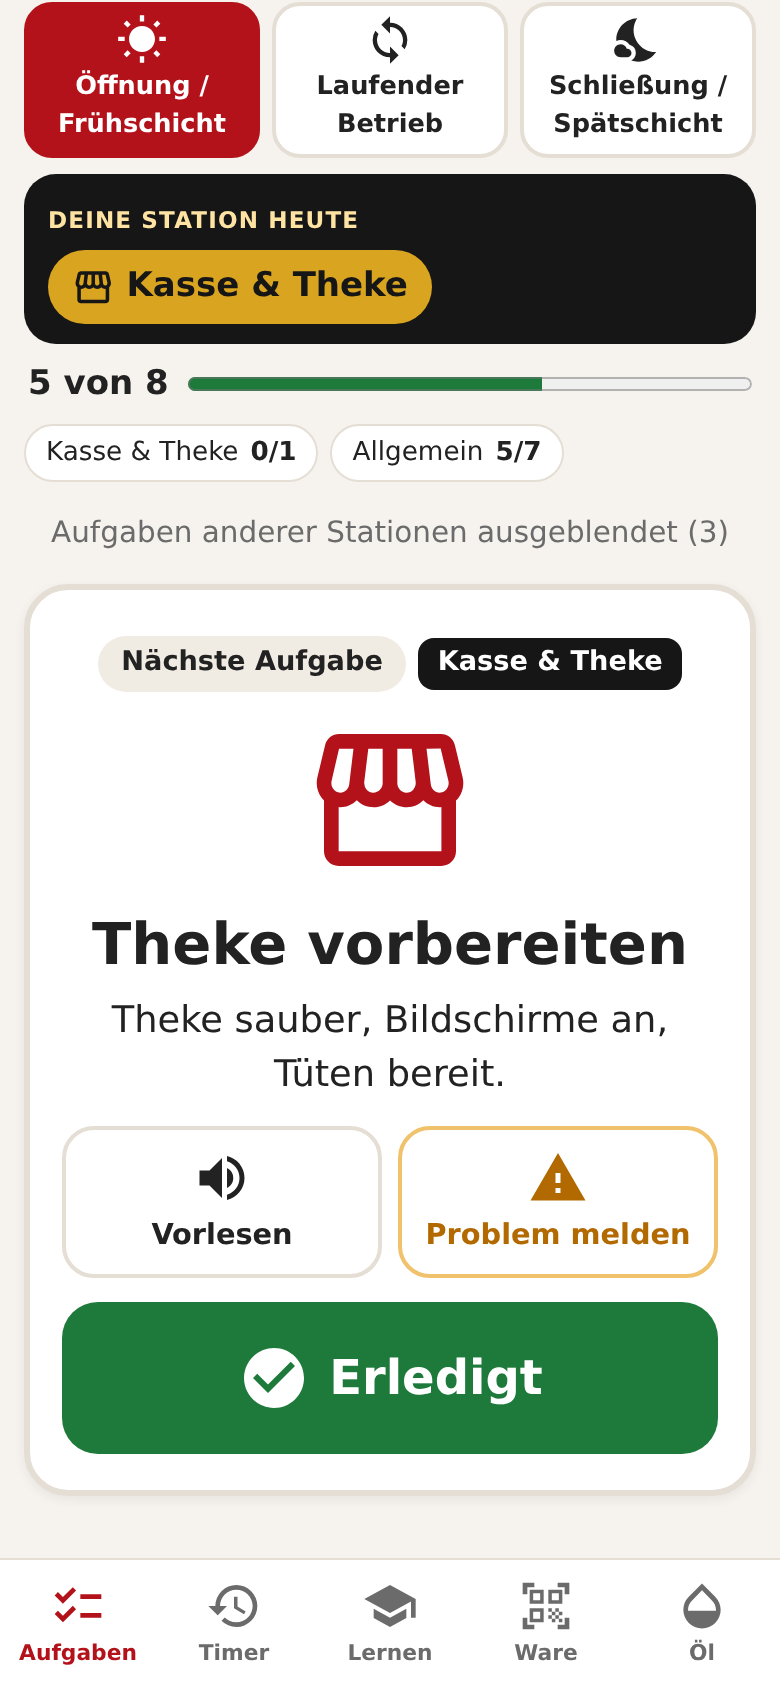 Öffnung /
Frühschicht
Laufender
Betrieb
Schließung /
Spätschicht
DEINE STATION HEUTE
Kasse & Theke
5 von 8
Kasse & Theke 0/1
Allgemein 5/7
Aufgaben anderer Stationen ausgeblendet (3)
Nächste Aufgabe
Kasse & Theke
Theke vorbereiten
Theke sauber, Bildschirme an,
Tüten bereit.
Vorlesen
Problem melden
Erledigt
Aufgaben
Timer
Lernen
Ware
Öl